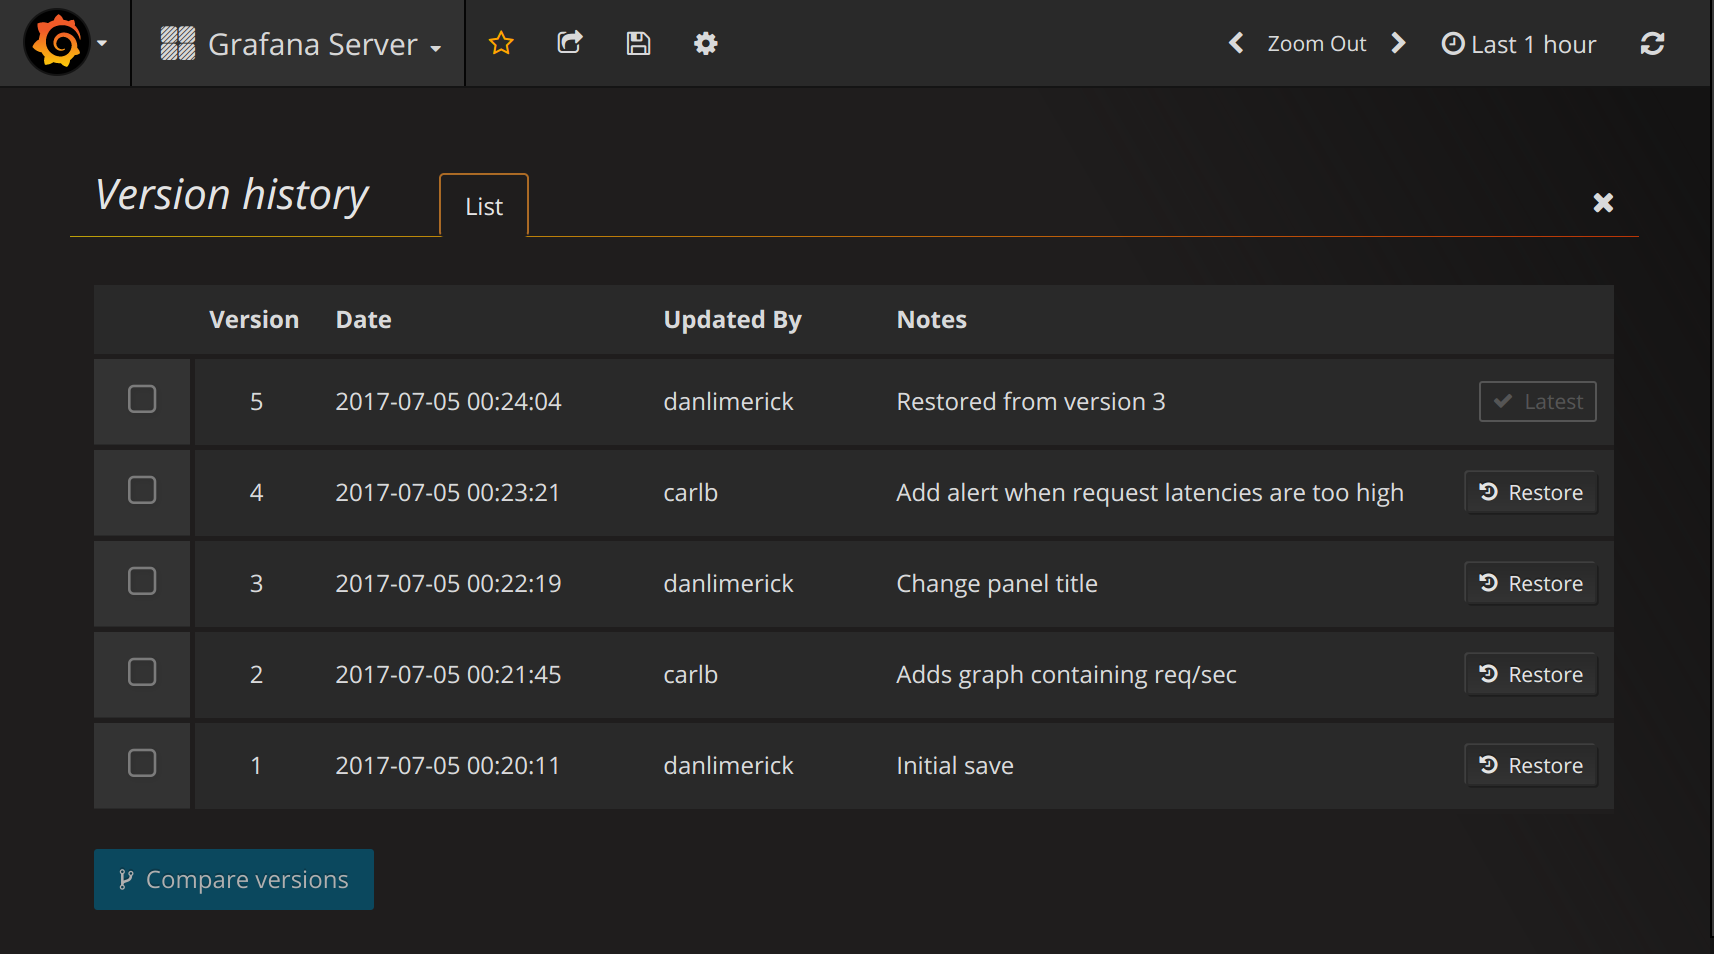 Grafana Server
Zoom Out
Last 1 hour
Version history
List
Version Date Updated By Notes
5 2017-07-05 00:24:04 danlimerick Restored from version 3 Latest
4 2017-07-05 00:23:21 carlb Add alert when request latencies are too high Restore
3 2017-07-05 00:22:19 danlimerick Change panel title Restore
2 2017-07-05 00:21:45 carlb Adds graph containing req/sec Restore
1 2017-07-05 00:20:11 danlimerick Initial save Restore
Compare versions